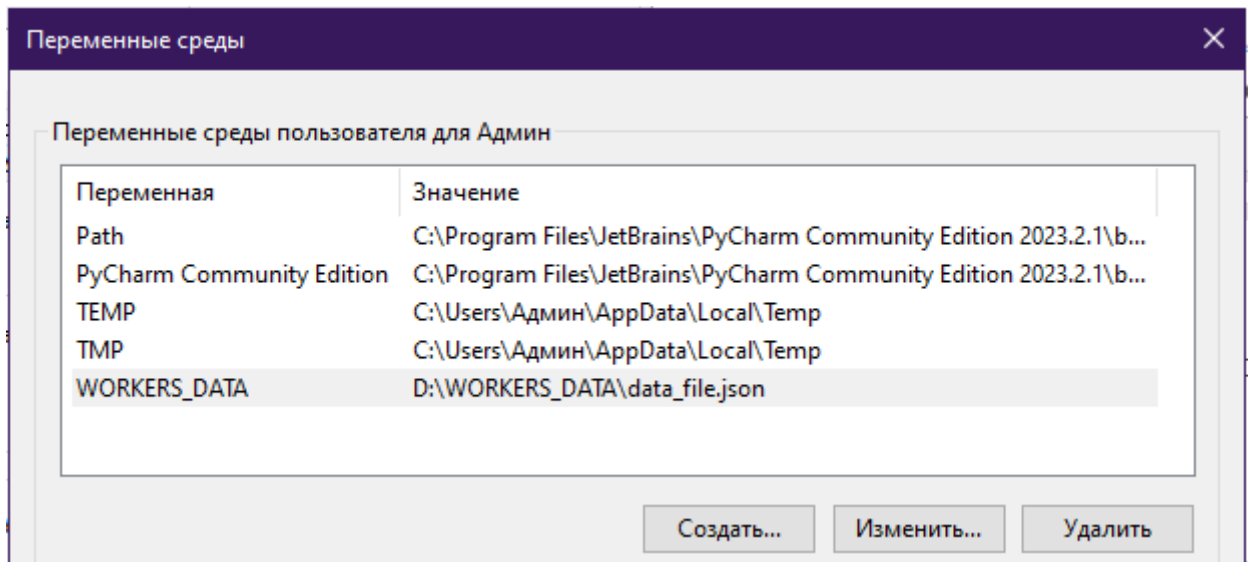 Переменные среды
Переменные среды пользователя для Админ
Переменная Значение
Path C:\Program Files\JetBrains\PyCharm Community Edition 2023.2.1\b...
PyCharm Community Edition C:\Program Files\JetBrains\PyCharm Community Edition 2023.2.1\b...
TEMP C:\Users\Админ\AppData\Local\Temp
TMP C:\Users\Админ\AppData\Local\Temp
WORKERS_DATA D:\WORKERS_DATA\data_file.json
Создать... Изменить... Удалить